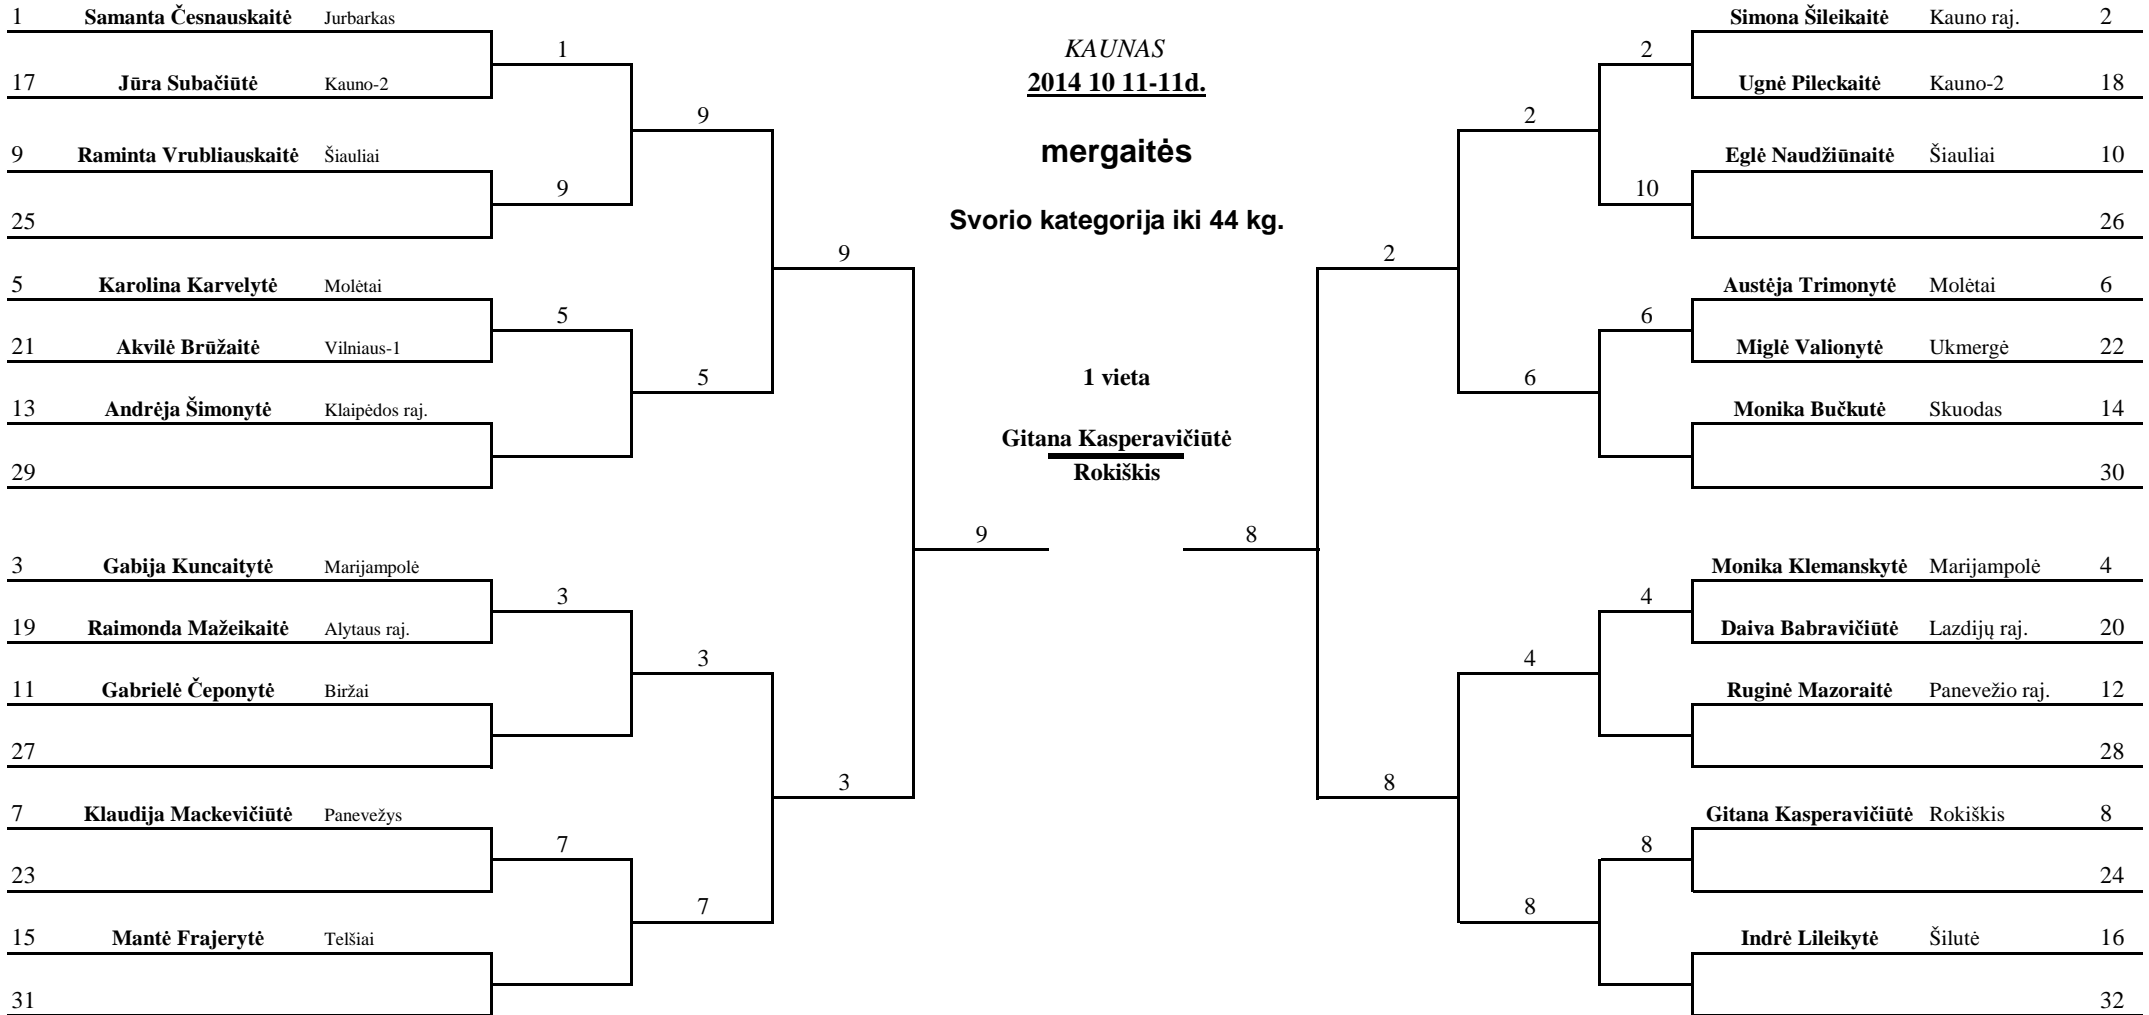 1 Samanta Česnauskaitė Jurbarkas
1
17 Jūra Subačiūtė Kauno-2
9
9 Raminta Vrubliauskaitė Šiauliai
9
25
9
5 Karolina Karvelytė Molėtai
5
21 Akvilė Brūžaitė Vilniaus-1
5
13 Andrėja Šimonytė Klaipėdos raj.
29
9
3 Gabija Kuncaitytė Marijampolė
3
19 Raimonda Mažeikaitė Alytaus raj.
3
11 Gabrielė Čeponytė Biržai
27
3
7 Klaudija Mackevičiūtė Panevežys
7
23
7
15 Mantė Frajerytė Telšiai
31
KAUNAS
2014 10 11-11d.
mergaitės
Svorio kategorija iki 44 kg.
1 vieta
Gitana Kasperavičiūtė
Rokiškis
Simona Šileikaitė Kauno raj. 2
2
Ugnė Pileckaitė Kauno-2 18
2
Eglė Naudžiūnaitė Šiauliai 10
10
26
2
Austėja Trimonytė Molėtai 6
6
Miglė Valionytė Ukmergė 22
6
Monika Bučkutė Skuodas 14
30
8
Monika Klemanskytė Marijampolė 4
4
Daiva Babravičiūtė Lazdijų raj. 20
4
Ruginė Mazoraitė Panevežio raj. 12
28
8
Gitana Kasperavičiūtė Rokiškis 8
8
24
8
Indrė Lileikytė Šilutė 16
32